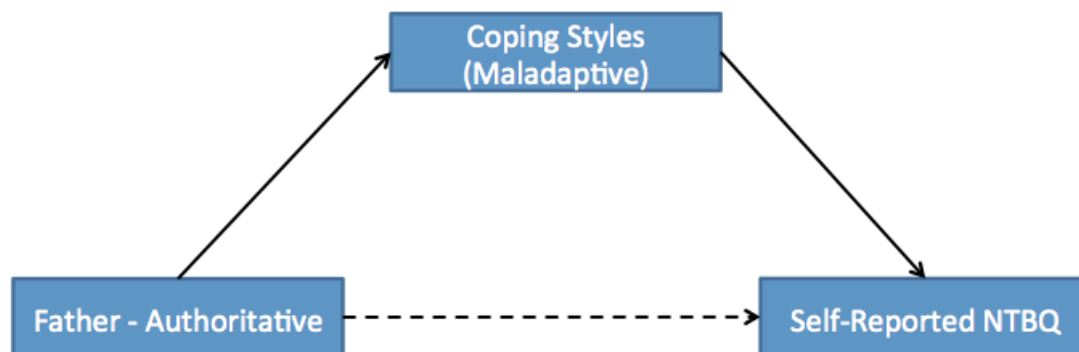 Coping Styles
(Maladaptive)
Father - Authoritative
Self-Reported NTBQ